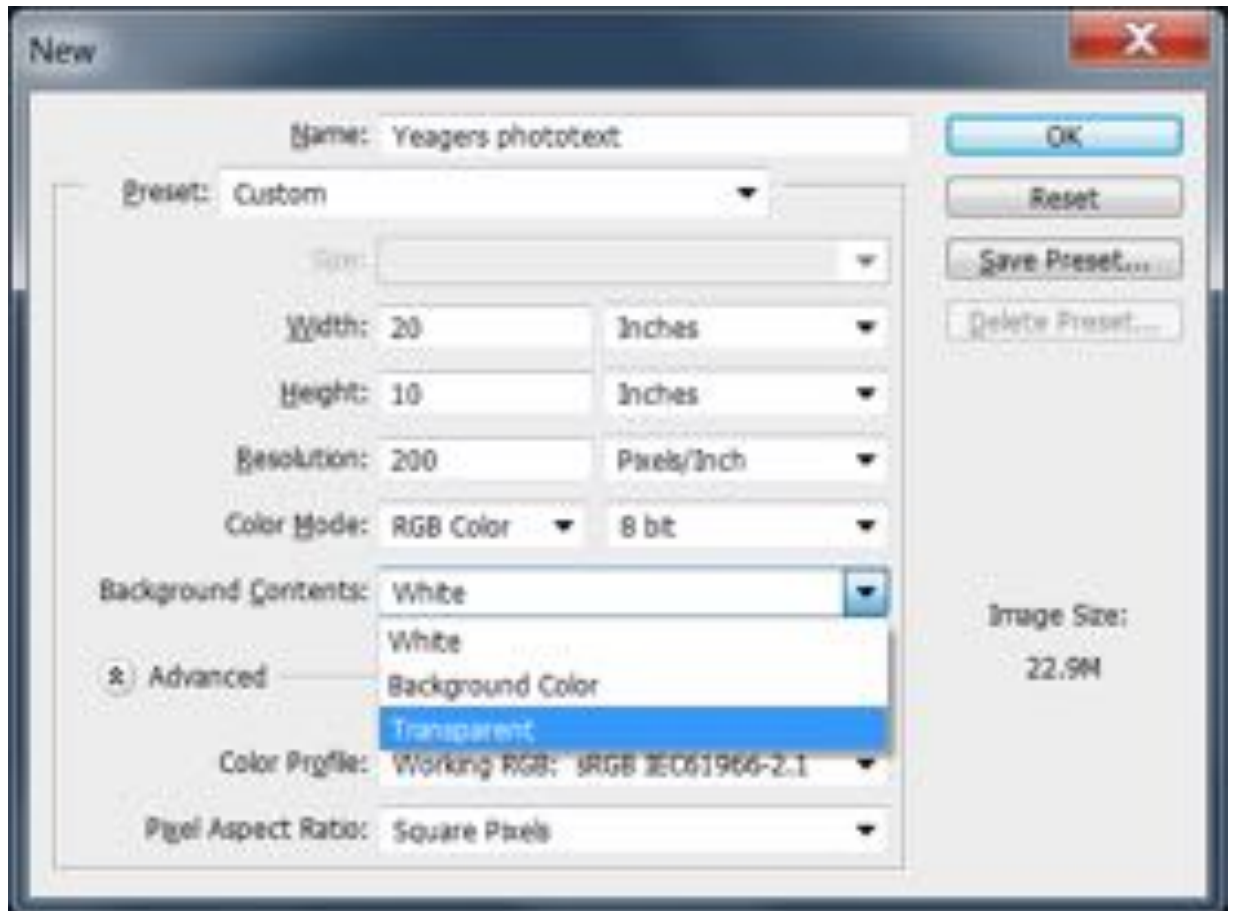 New
Name: Yeagers phototext
OK
Preset: Custom
Reset
Size:
Save Preset...
Width: 20 Inches
Delete Preset...
Height: 10 Inches
Resolution: 200 Pixels/Inch
Color Mode: RGB Color 8 bit
Background Contents: White
Image Size:
White
22.9M
Advanced
Background Color
Transparent
Color Profile: Working RGB: sRGB IEC61966-2.1
Pixel Aspect Ratio: Square Pixels